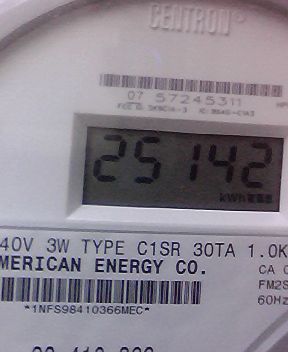 CENTRON®
07 57245311
25142
kWh
40V 3W TYPE C1SR 30TA 1.0K
MERICAN ENERGY CO.
CA 0
FM2S
*1NFS98410366MEC*
60Hz